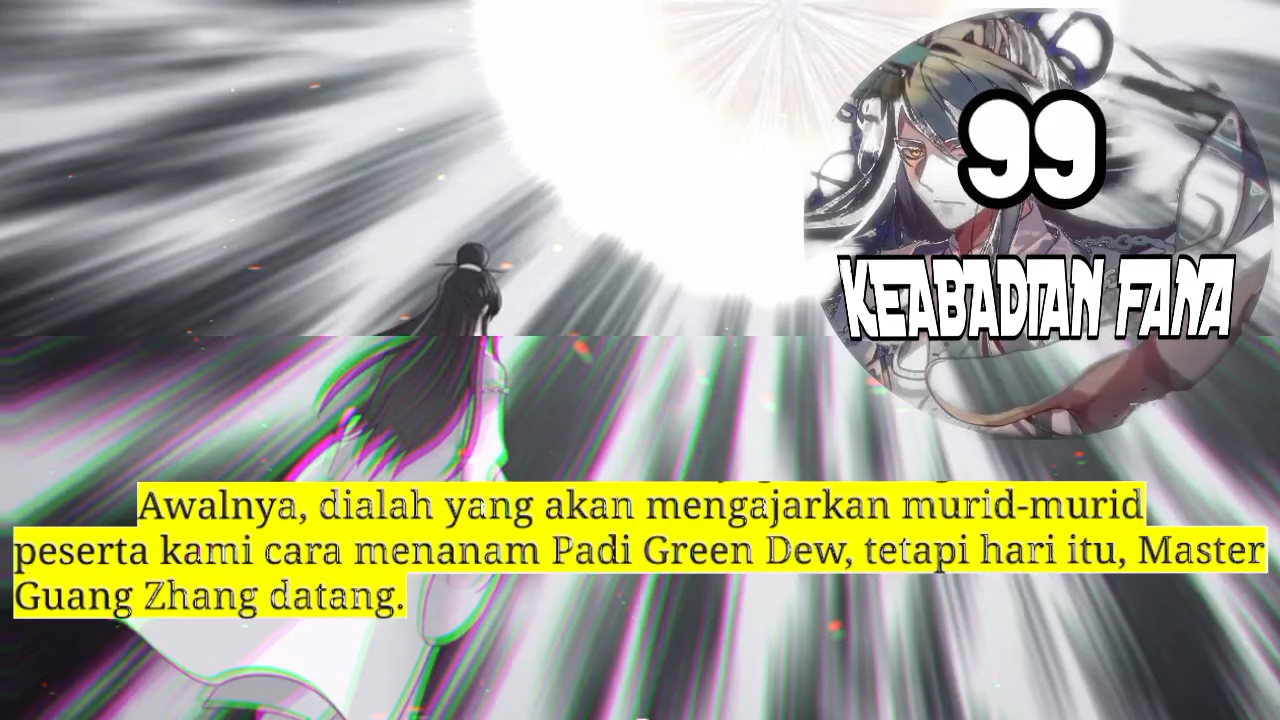 99
KEABADIAN FANA
Awalnya, dialah yang akan mengajarkan murid-murid
peserta kami cara menanam Padi Green Dew, tetapi hari itu, Master
Guang Zhang datang.